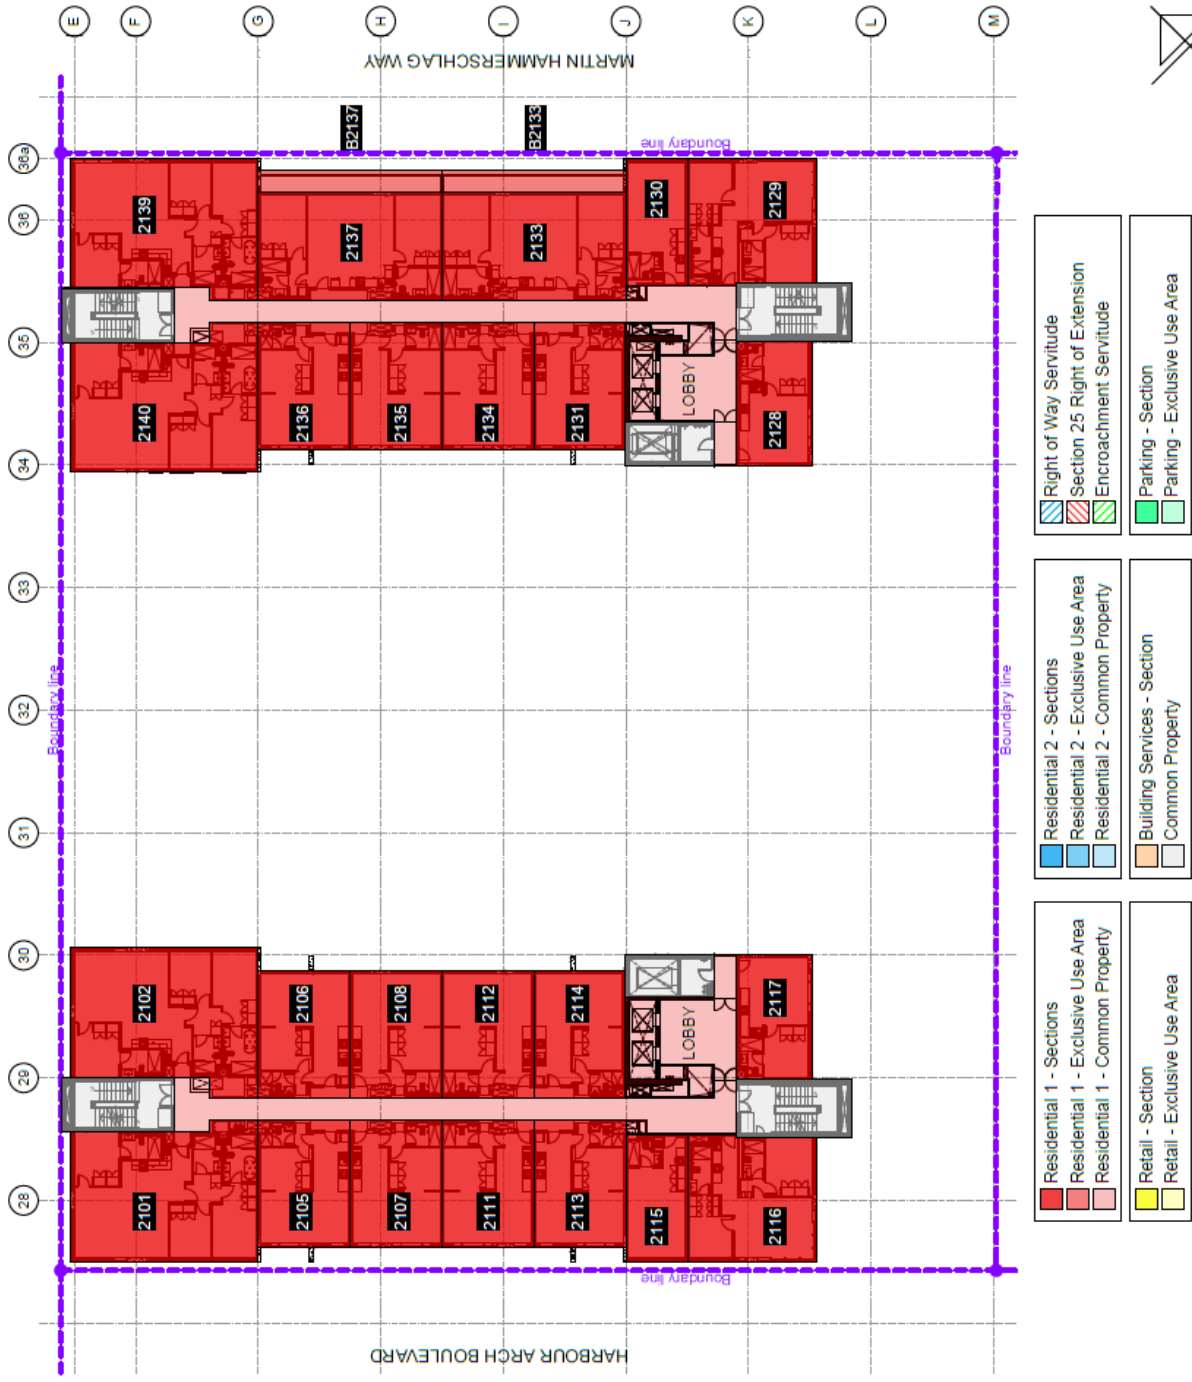 E
F
G
H
I
J
K
L
M
MARTIN HAMMERSCHLAG WAY
36a
36
35
34
33
32
31
30
29
28
B2137
B2133
Boundary line
Boundary line
Boundary line
Boundary line
2139
2137
2133
2130
2129
2140
2136
2135
2134
2131
LOBBY
2128
2102
2106
2108
2112
2114
LOBBY
2117
2101
2105
2107
2111
2113
2115
2116
HARBOUR ARCH BOULEVARD
Residential 1 - Sections
Residential 1 - Exclusive Use Area
Residential 1 - Common Property
Residential 2 - Sections
Residential 2 - Exclusive Use Area
Residential 2 - Common Property
Right of Way Servitude
Section 25 Right of Extension
Encroachment Servitude
Retail - Section
Retail - Exclusive Use Area
Building Services - Section
Common Property
Parking - Section
Parking - Exclusive Use Area